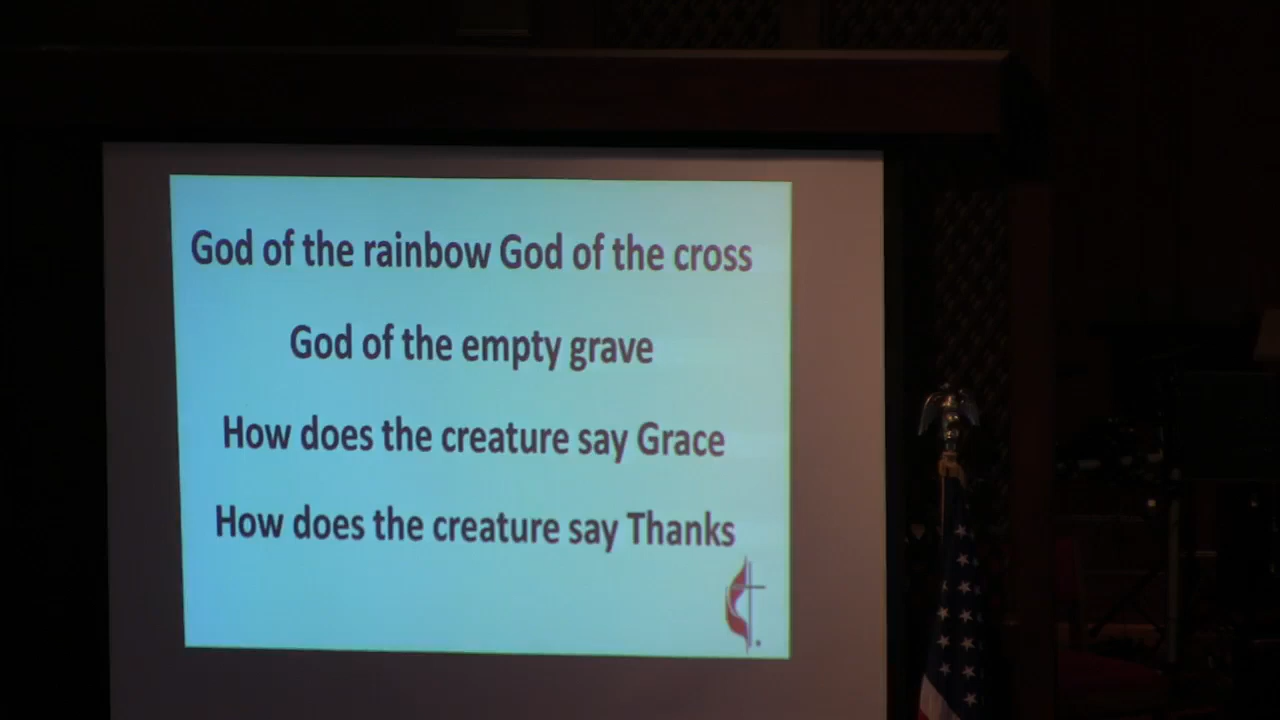 God of the rainbow God of the cross
God of the empty grave
How does the creature say Grace
How does the creature say Thanks